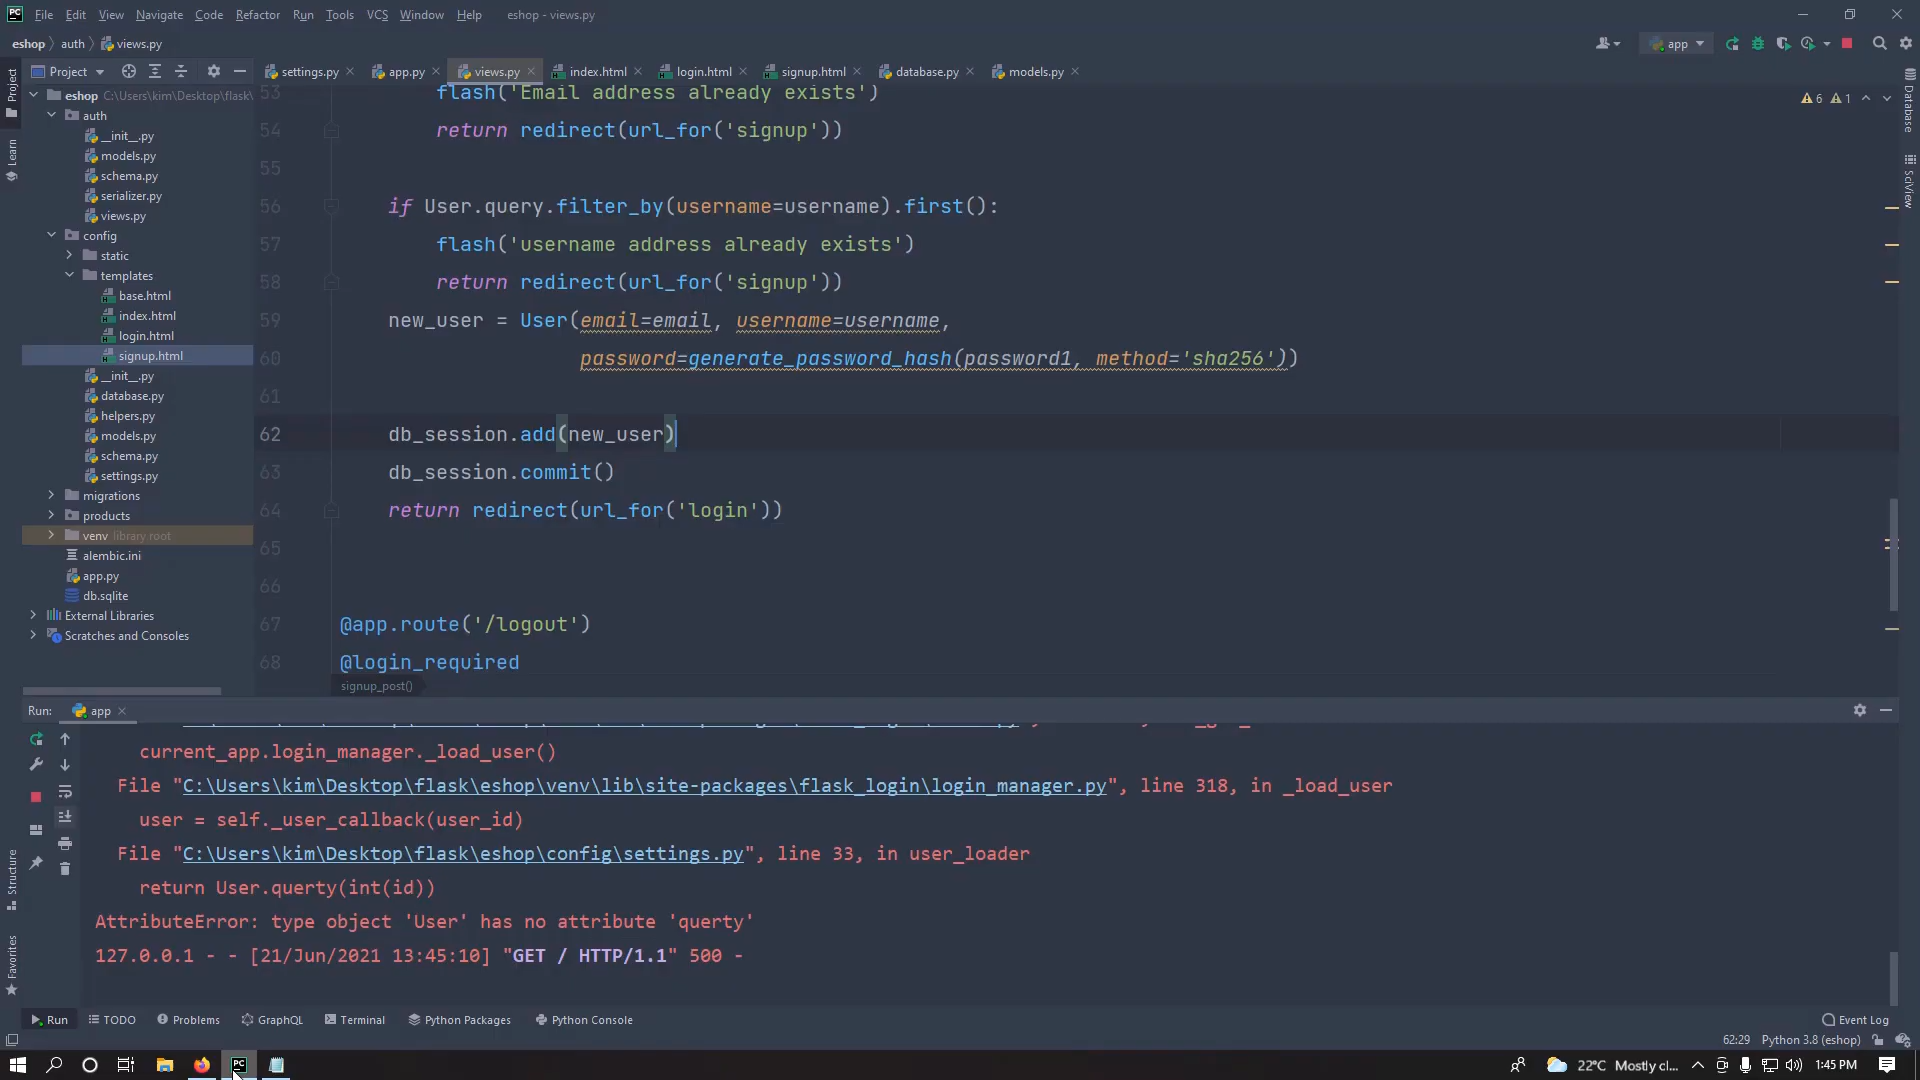 PC File Edit View Navigate Code Refactor Run Tools VCS Window Help eshop - views.py
eshop auth views.py app
Project settings.py app.py views.py index.html login.html signup.html database.py models.py
Project
Learn
Structure
Favorites
Database
SciView
eshop C:\Users\kim\Desktop\flask\
auth
__init__.py
models.py
schema.py
serializer.py
views.py
config
static
templates
base.html
index.html
login.html
signup.html
__init__.py
database.py
helpers.py
models.py
schema.py
settings.py
migrations
products
venv library root
alembic.ini
app.py
db.sqlite
External Libraries
Scratches and Consoles
6 1
53 flash('Email address already exists')
54 return redirect(url_for('signup'))
55
56 if User.query.filter_by(username=username).first():
57 flash('username address already exists')
58 return redirect(url_for('signup'))
59 new_user = User(email=email, username=username,
60 password=generate_password_hash(password1, method='sha256'))
61
62 db_session.add(new_user)
63 db_session.commit()
64 return redirect(url_for('login'))
65
66
67 @app.route('/logout')
68 @login_required
signup_post()
Run: app
current_app.login_manager._load_user()
File "C:\Users\kim\Desktop\flask\eshop\venv\lib\site-packages\flask_login\login_manager.py", line 318, in _load_user
user = self._user_callback(user_id)
File "C:\Users\kim\Desktop\flask\eshop\config\settings.py", line 33, in user_loader
return User.querty(int(id))
AttributeError: type object 'User' has no attribute 'querty'
127.0.0.1 - - [21/Jun/2021 13:45:10] "GET / HTTP/1.1" 500 -
Run TODO Problems GraphQL Terminal Python Packages Python Console Event Log
62:29 Python 3.8 (eshop)
PC 22°C Mostly cl... 1:45 PM